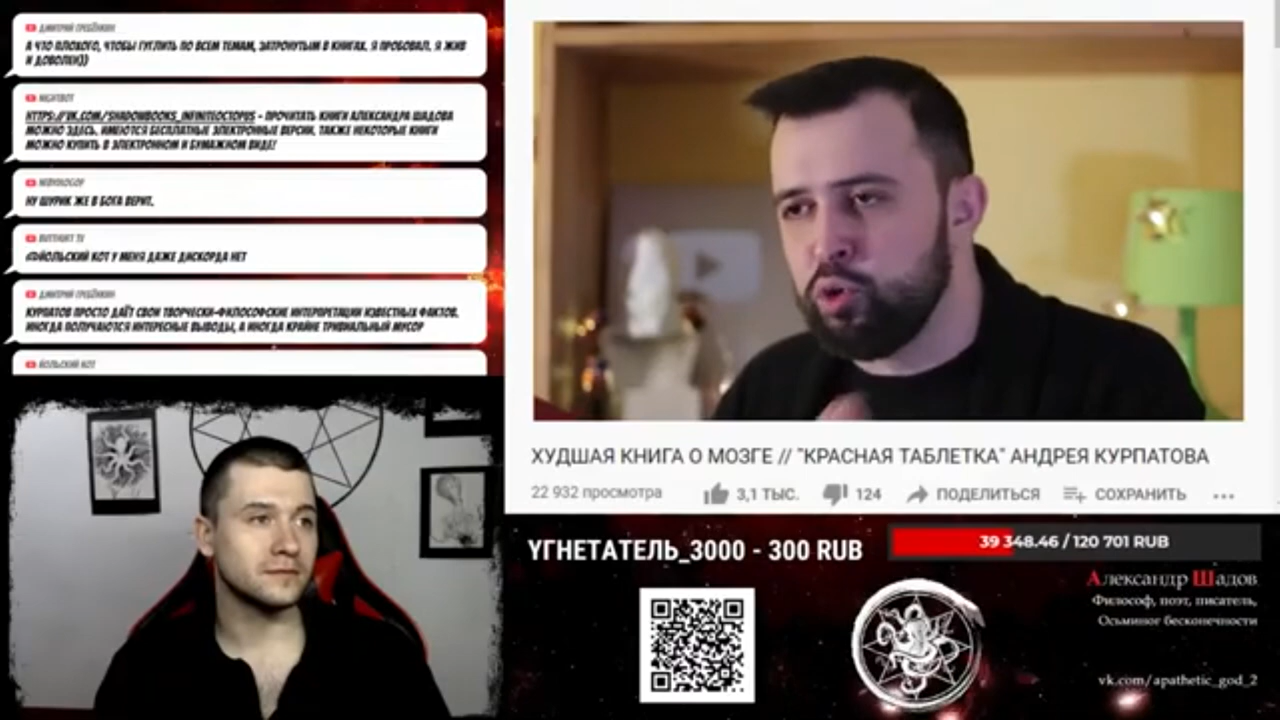 ДМИТРИЙ ГРЕБЁНКИН
А ЧТО ПЛОХОГО, ЧТОБЫ ГУГЛИТЬ ПО ВСЕМ ТЕМАМ, ЗАТРОНУТЫМ В КНИГАХ. Я ПРОБОВАЛ. Я ЖИВ
И ДОВОЛЕН))
NIGHTBOT
HTTPS://VK.COM/SHADOWBOOKS_INFINITEOCTOPUS - ПРОЧИТАТЬ КНИГИ АЛЕКСАНДРА ШАДОВА
МОЖНО ЗДЕСЬ. ИМЕЮТСЯ БЕСПЛАТНЫЕ ЭЛЕКТРОННЫЕ ВЕРСИИ, ТАКЖЕ НЕКОТОРЫЕ КНИГИ
МОЖНО КУПИТЬ В ЭЛЕКТРОННОМ И БУМАЖНОМ ВИДЕ!
НУ ШУРИК ЖЕ В БОГА ВЕРИТ.
BUTTHURT TV
@ЙОЛЬСКИЙ КОТ У МЕНЯ ДАЖЕ ДИСКОРДА НЕТ
ДМИТРИЙ ГРЕБЁНКИН
КУРПАТОВ ПРОСТО ДАЁТ СВОИ ТВОРЧЕСКИ-ФИЛОСОФСКИЕ ИНТЕРПРЕТАЦИИ ИЗВЕСТНЫХ ФАКТОВ.
ИНОГДА ПОЛУЧАЮТСЯ ИНТЕРЕСНЫЕ ВЫВОДЫ, А ИНОГДА КРАЙНЕ ТРИВИАЛЬНЫЙ МУСОР
ЙОЛЬСКИЙ КОТ
ХУДШАЯ КНИГА О МОЗГЕ // "КРАСНАЯ ТАБЛЕТКА" АНДРЕЯ КУРПАТОВА
22 932 просмотра 3,1 ТЫС. 124 ПОДЕЛИТЬСЯ СОХРАНИТЬ ...
YГНЕТАТЕЛЬ_3000 - 300 RUB
39 348.46 / 120 701 RUB
Александр Шадов
Философ, поэт, писатель,
Осьминог бесконечности
vk.com/apathetic_god_2